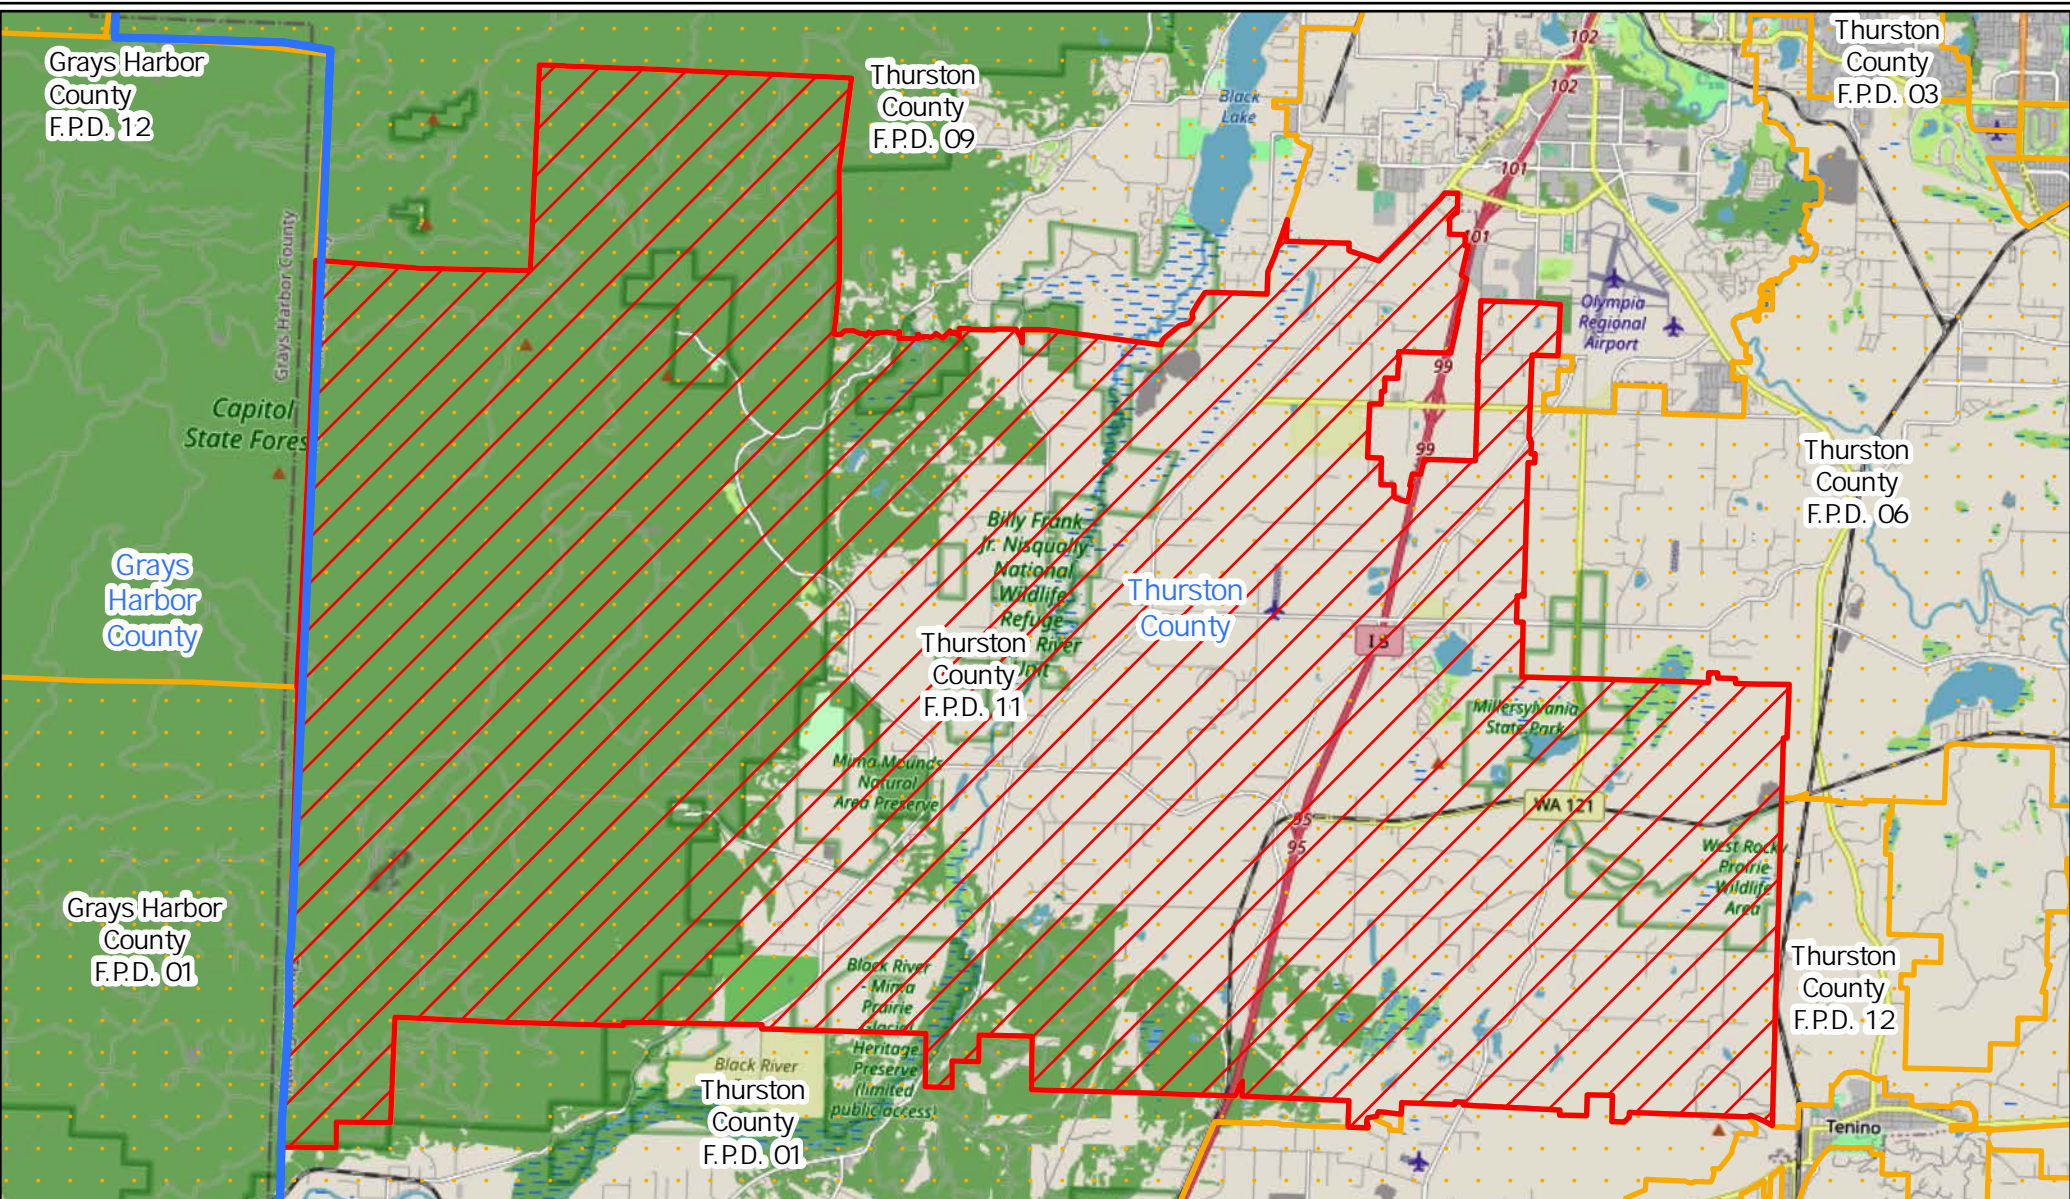 Grays Harbor
County
F.P.D. 12
Thurston
County
F.P.D. 09
Black
Lake
102
102
Thurston
County
F.P.D. 03
101
101
Grays Harbor County
Olympia
Regional
Airport
99
99
Capitol
State Fores
Thurston
County
F.P.D. 06
Billy Frank
Jr. Nisqually
National
Wildlife
Refuge
River
Unit
Grays
Harbor
County
Thurston
County
Thurston
County
F.P.D. 11
I 5
Millersylvania
State Park
Mima Mounds
Natural
Area Preserve
WA 121
95
95
West Rocky
Prairie
Wildlife
Area
Grays Harbor
County
F.P.D. 01
Black River
- Mima
Prairie
Glacial
Heritage
Preserve
(limited
public access)
Thurston
County
F.P.D. 12
Black River
Thurston
County
F.P.D. 01
Tenino